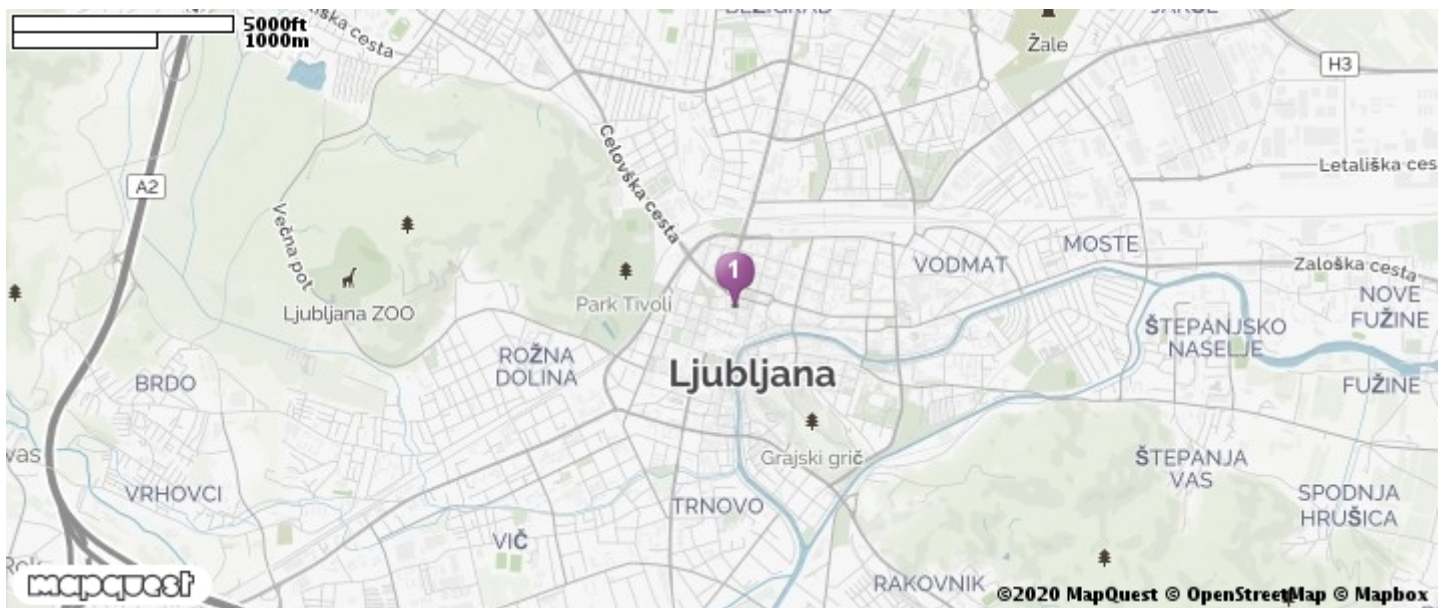 5000ft
1000m
BEŽIGRAD
JARŠE
Žale
H3
Celovška cesta
Letališka ces
A2
Večna pot
MOSTE
VODMAT
1
Zaloška cesta
Park Tivoli
Ljubljana ZOO
NOVE
FUŽINE
ŠTEPANJSKO
NASELJE
ROŽNA
DOLINA
Ljubljana
BRDO
FUŽINE
Grajski grič
vas
ŠTEPANJA
VAS
VRHOVCI
TRNOVO
SPODNJA
HRUŠICA
VIČ
RAKOVNIK
mapquest
©2020 MapQuest © OpenStreetMap © Mapbox